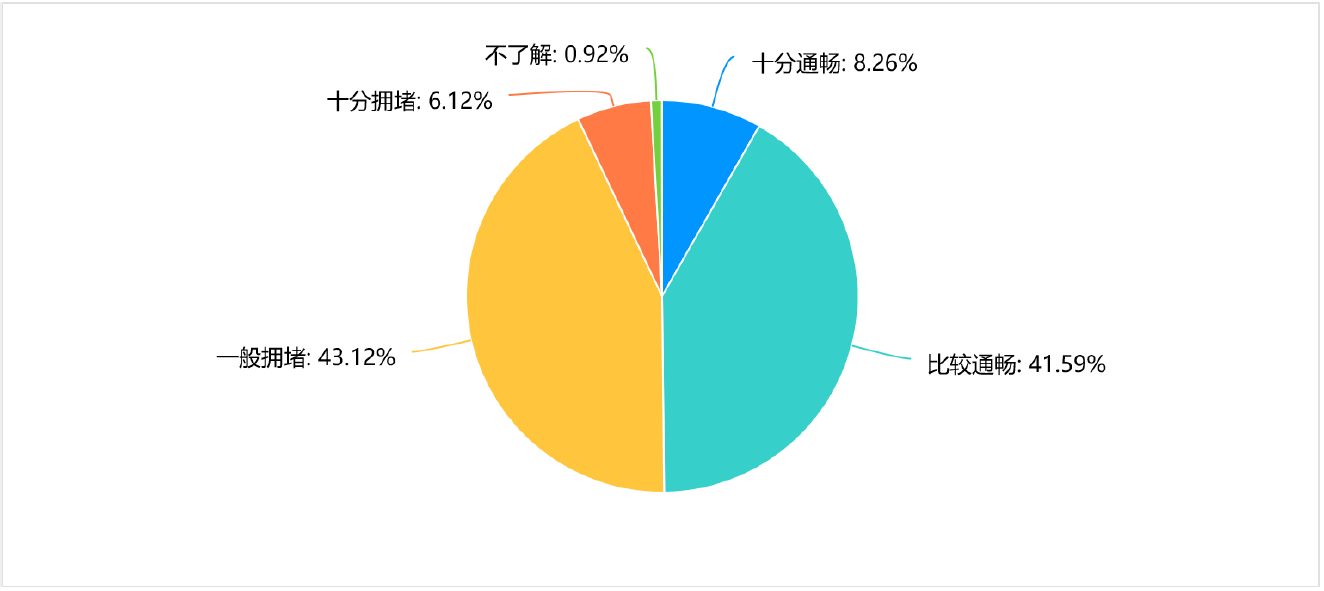 不了解: 0.92%
十分通畅: 8.26%
十分拥堵: 6.12%
一般拥堵: 43.12%
比较通畅: 41.59%